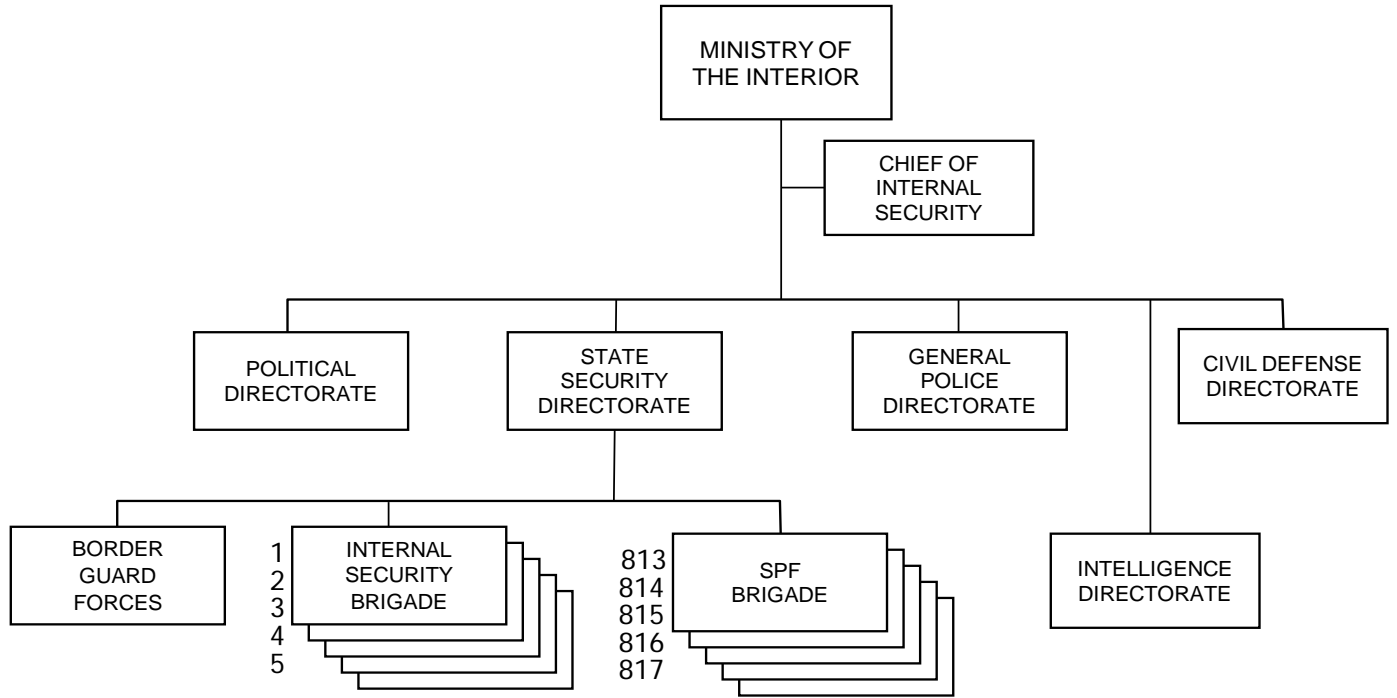 MINISTRY OF
THE INTERIOR
CHIEF OF
INTERNAL
SECURITY
POLITICAL
DIRECTORATE
STATE
SECURITY
DIRECTORATE
GENERAL
POLICE
DIRECTORATE
CIVIL DEFENSE
DIRECTORATE
BORDER
GUARD
FORCES
1
2
3
4
5
INTERNAL
SECURITY
BRIGADE
813
814
815
816
817
SPF
BRIGADE
INTELLIGENCE
DIRECTORATE